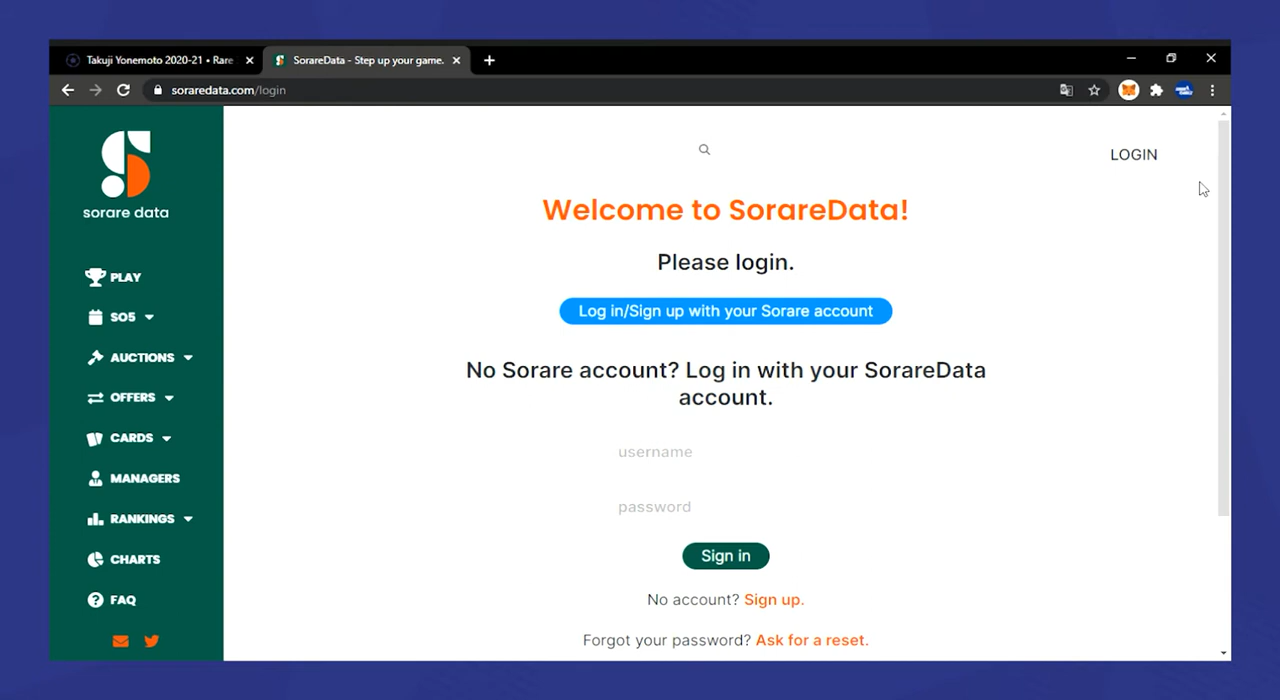 Takuji Yonemoto 2020-21 • Rare
SorareData - Step up your game.
soraredata.com/login
sorare data
LOGIN
PLAY
SO5
AUCTIONS
OFFERS
CARDS
MANAGERS
RANKINGS
CHARTS
FAQ
Welcome to SorareData!
Please login.
Log in/Sign up with your Sorare account
No Sorare account? Log in with your SorareData
account.
username
password
Sign in
No account? Sign up.
Forgot your password? Ask for a reset.